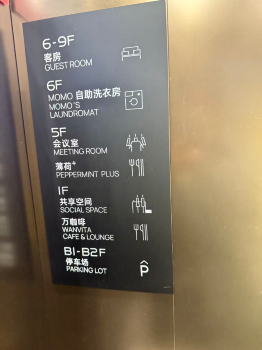 6-9F
客房
GUEST ROOM
6F
MOMO 自助洗衣房
MOMO'S
LAUNDROMAT
5F
会议室
MEETING ROOM
薄荷+
PEPPERMINT PLUS
1F
共享空间
SOCIAL SPACE
万咖啡
WANVITA
CAFE & LOUNGE
B1-B2F
停车场
PARKING LOT
P